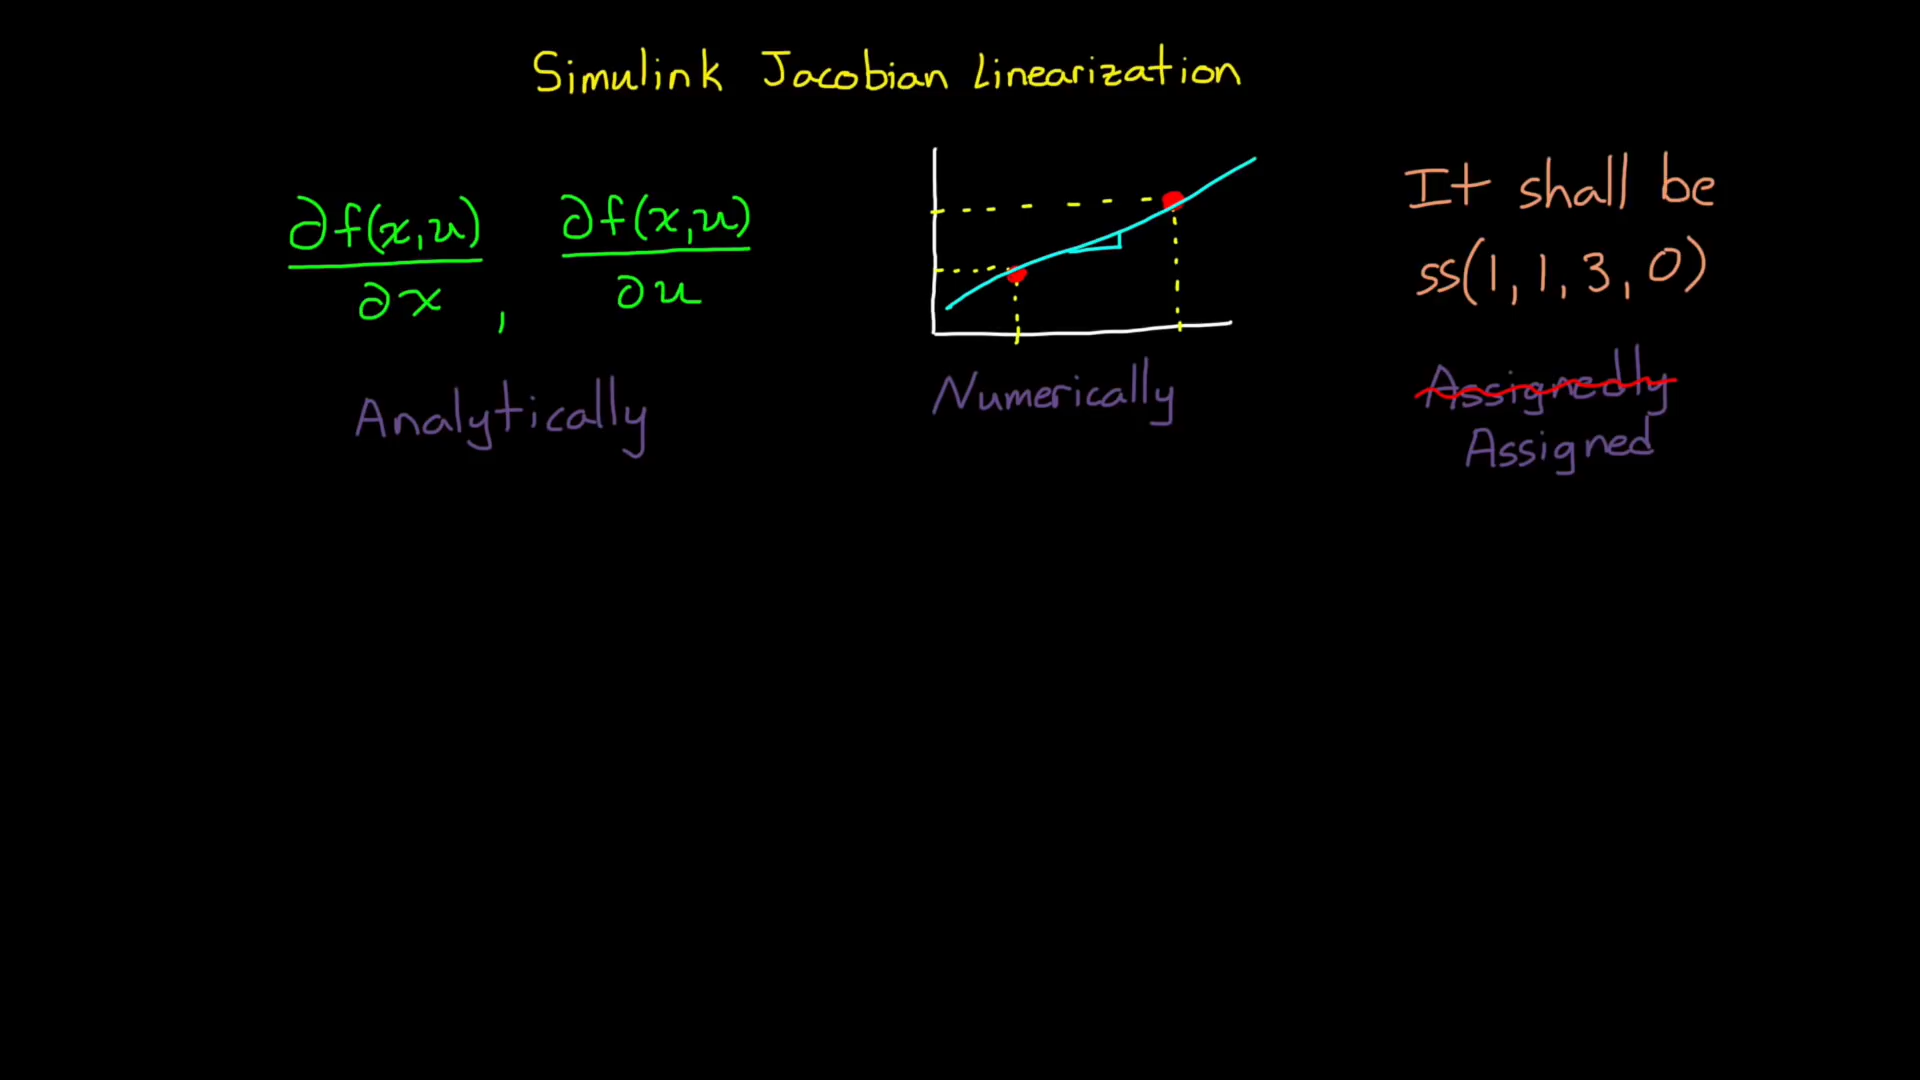 Simulink Jacobian Linearization
∂f(x,u)/∂x , ∂f(x,u)/∂u
Analytically
Numerically
It shall be
ss(1,1,3,0)
Assignedly
Assigned